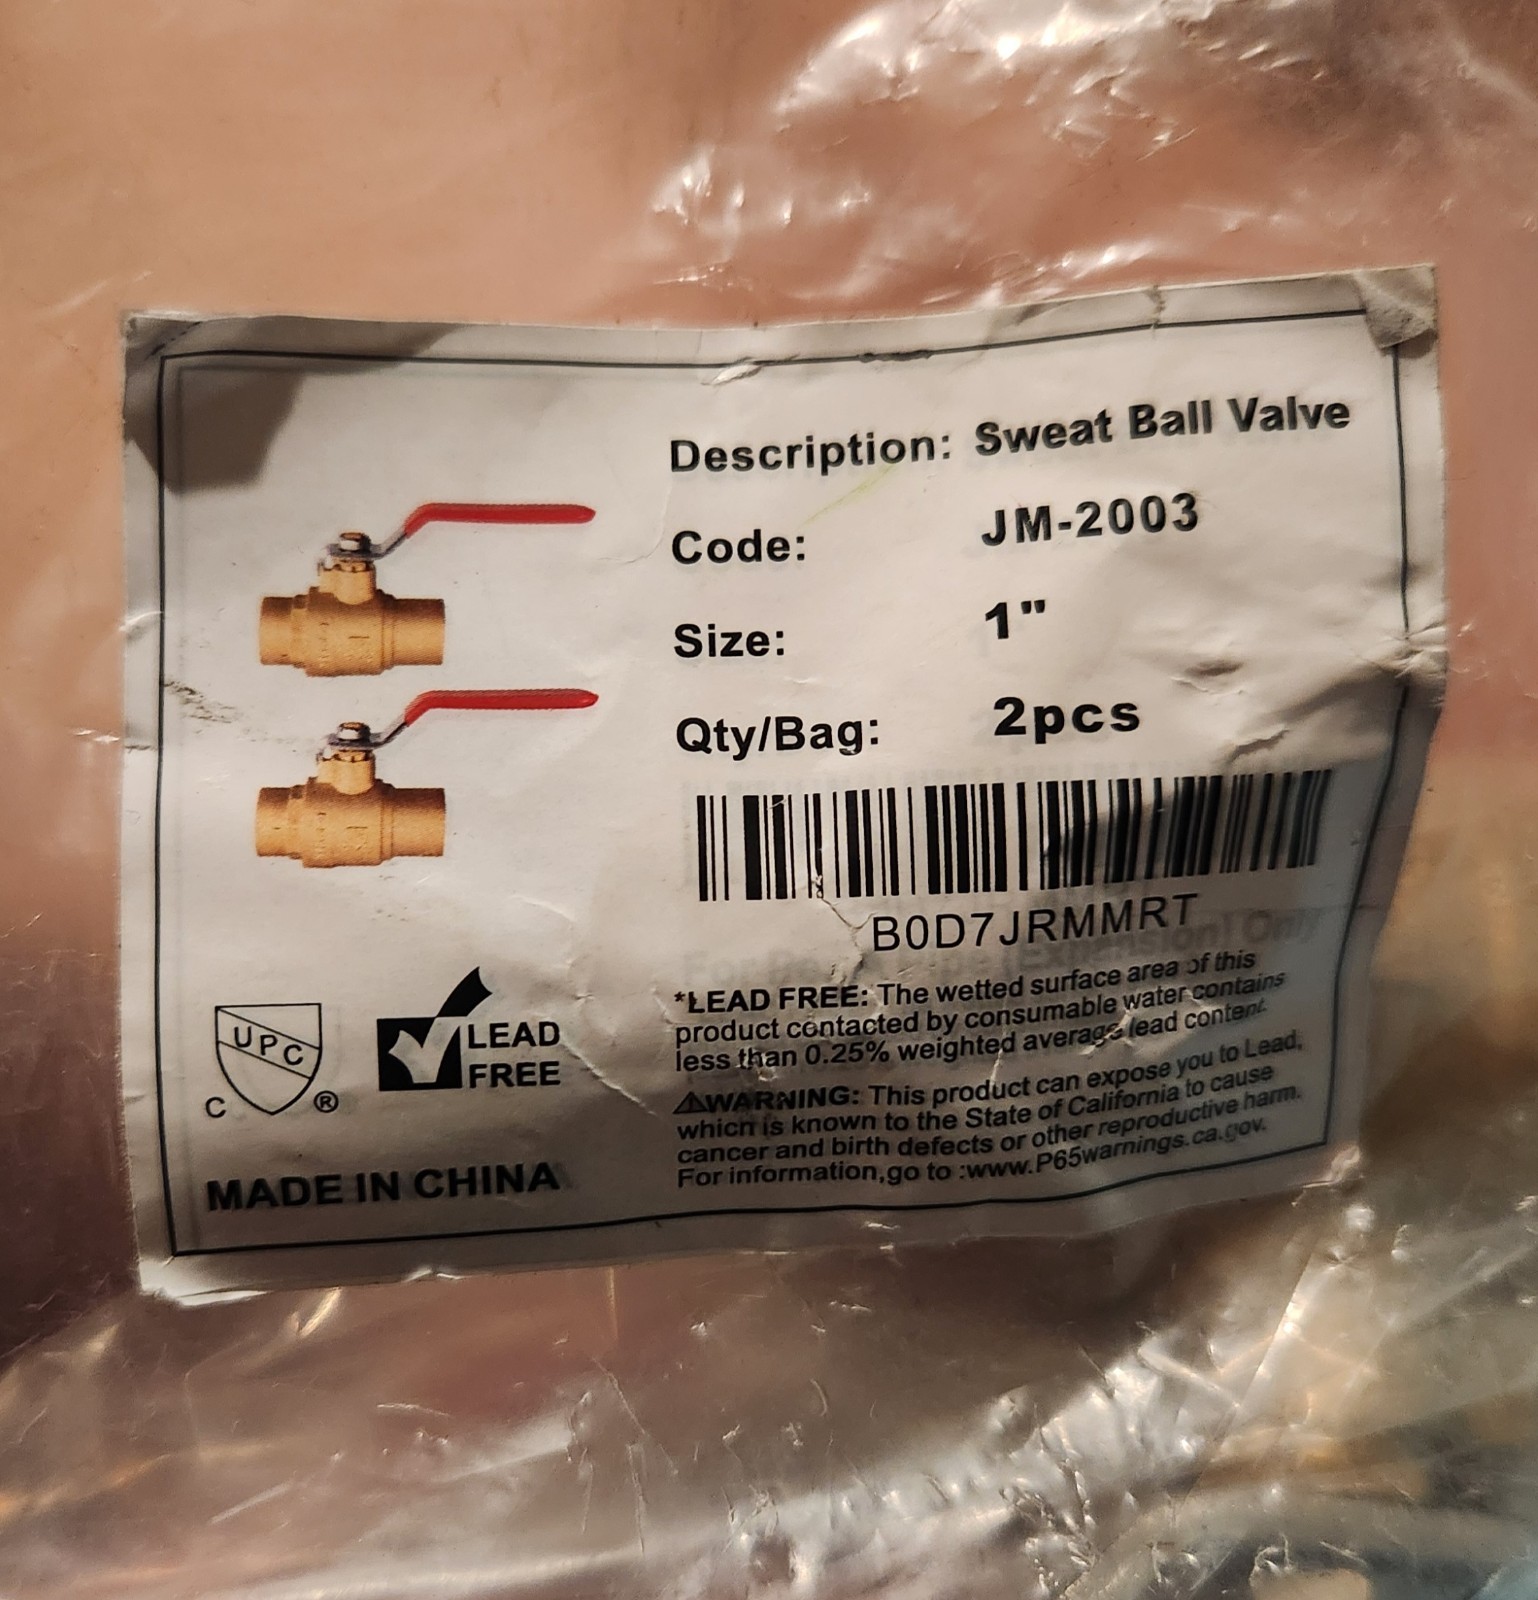 Description: Sweat Ball Valve
Code: JM-2003
Size: 1"
Qty/Bag: 2pcs
B0D7JRMMRT
*LEAD FREE: The wetted surface area of this
product contacted by consumable water contains
less than 0.25% weighted average lead content.
⚠WARNING: This product can expose you to Lead,
which is known to the State of California to cause
cancer and birth defects or other reproductive harm.
For information,go to :www.P65warnings.ca.gov.
UPC
C ®
LEAD
FREE
MADE IN CHINA